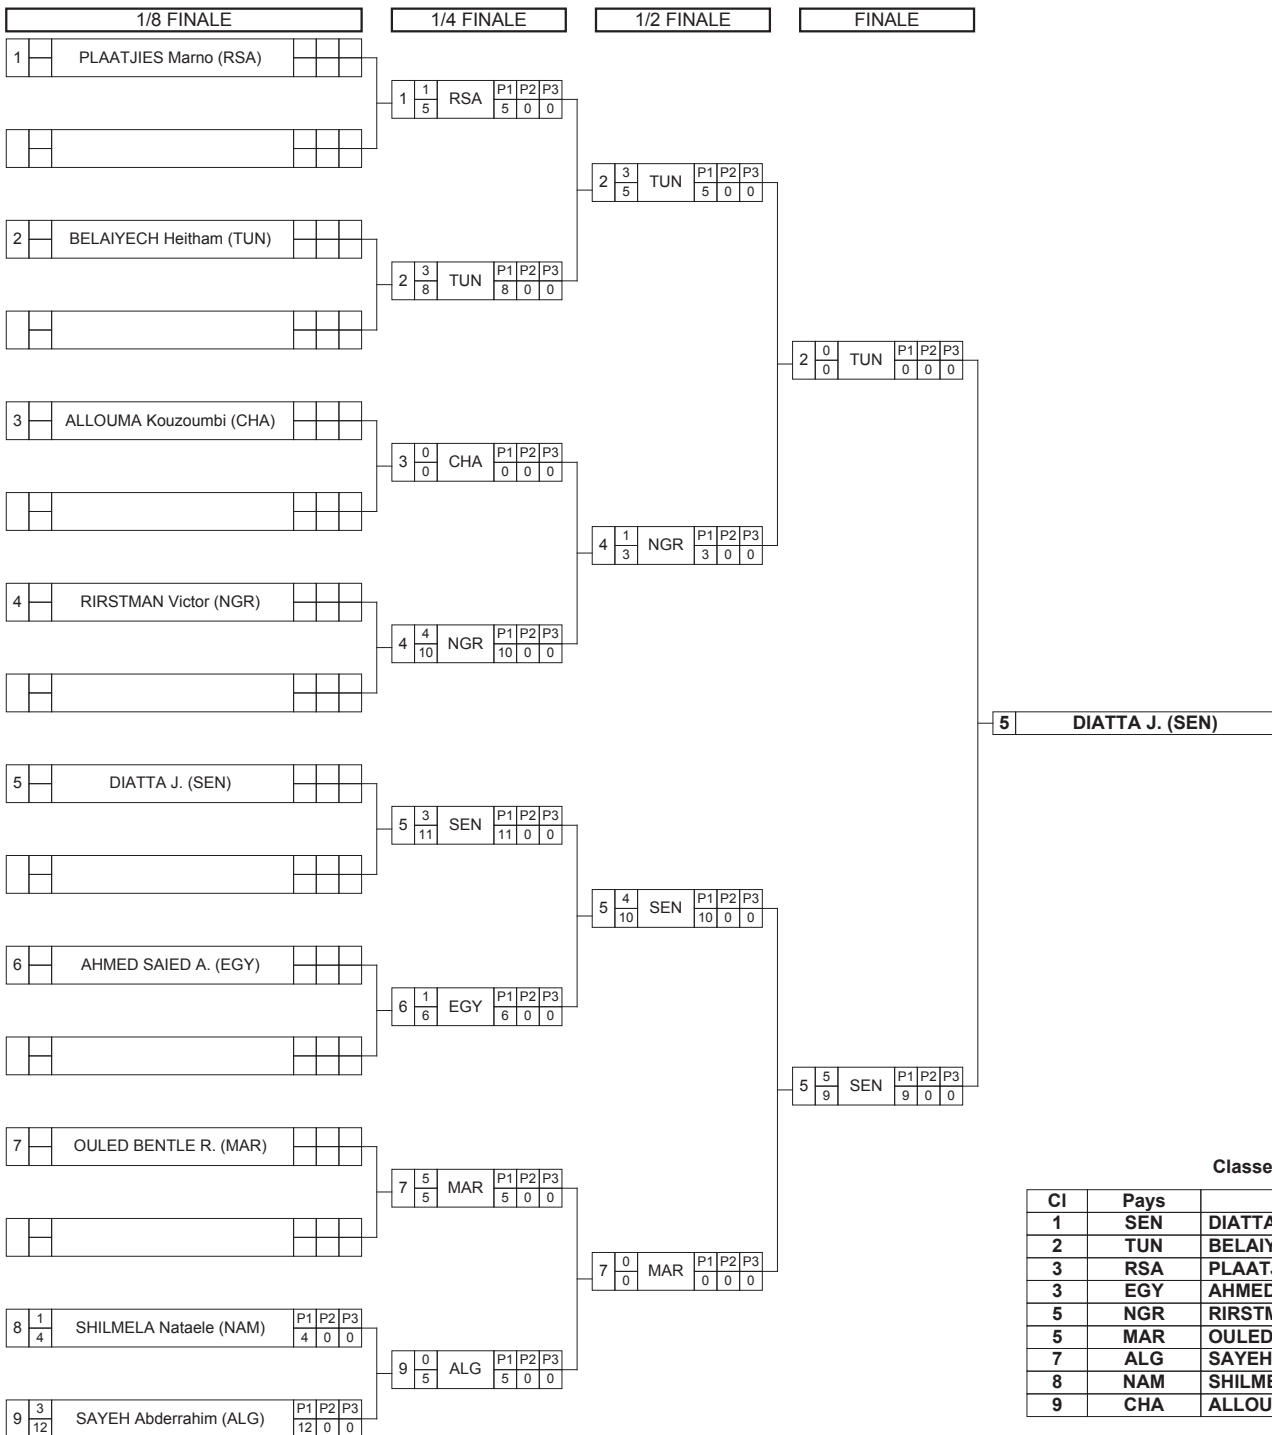 1/8 FINALE 1/4 FINALE 1/2 FINALE FINALE
1 PLAATJIES Marno (RSA)
1 1 RSA P1 P2 P3
5 5 0 0
2 3 TUN P1 P2 P3
5 5 0 0
2 BELAIYECH Heitham (TUN)
2 3 TUN P1 P2 P3
8 8 0 0
2 0 TUN P1 P2 P3
0 0 0 0
3 ALLOUMA Kouzoumbi (CHA)
3 0 CHA P1 P2 P3
0 0 0 0
4 1 NGR P1 P2 P3
3 3 0 0
4 RIRSTMAN Victor (NGR)
4 4 NGR P1 P2 P3
10 10 0 0
5 DIATTA J. (SEN)
5 DIATTA J. (SEN)
5 3 SEN P1 P2 P3
11 11 0 0
5 4 SEN P1 P2 P3
10 10 0 0
6 AHMED SAIED A. (EGY)
6 1 EGY P1 P2 P3
6 6 0 0
5 5 SEN P1 P2 P3
9 9 0 0
7 OULED BENTLE R. (MAR)
7 5 MAR P1 P2 P3
5 5 0 0
7 0 MAR P1 P2 P3
0 0 0 0
8 1 SHILMELA Nataele (NAM) P1 P2 P3
4 4 0 0
9 0 ALG P1 P2 P3
5 5 0 0
9 3 SAYEH Abderrahim (ALG) P1 P2 P3
12 12 0 0
Classe
Cl Pays
1 SEN DIATTA
2 TUN BELAIY
3 RSA PLAATJ
3 EGY AHMED
5 NGR RIRSTM
5 MAR OULED
7 ALG SAYEH
8 NAM SHILME
9 CHA ALLOU